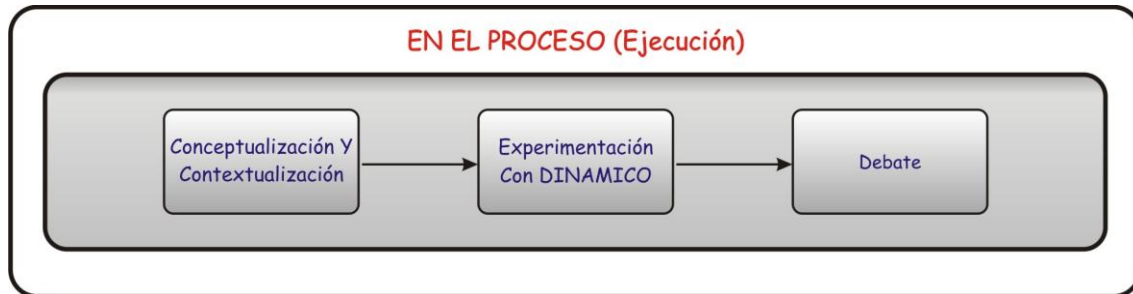 EN EL PROCESO (Ejecución)
Conceptualización Y
Contextualización
Experimentación
Con DINAMICO
Debate